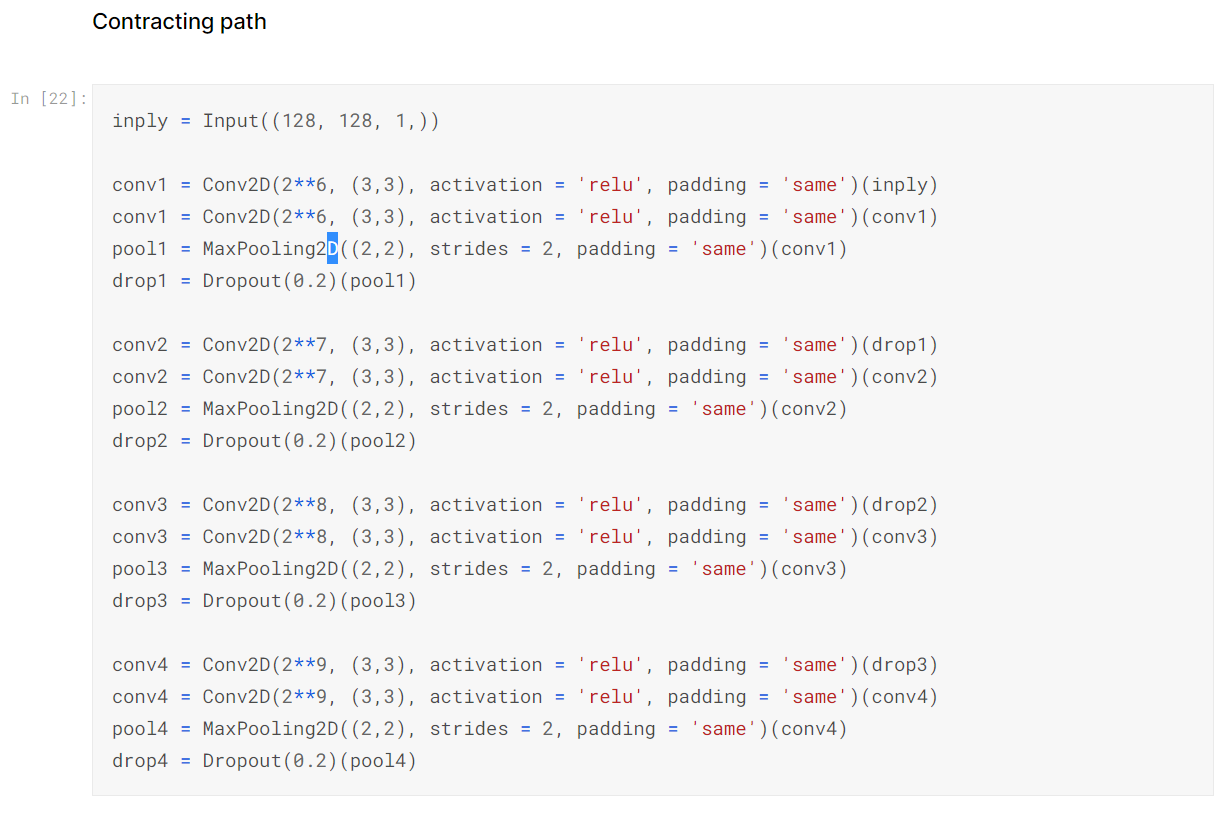 Contracting path
In [22]:
inply = Input((128, 128, 1,))
conv1 = Conv2D(2**6, (3,3), activation = 'relu', padding = 'same')(inply)
conv1 = Conv2D(2**6, (3,3), activation = 'relu', padding = 'same')(conv1)
pool1 = MaxPooling2D((2,2), strides = 2, padding = 'same')(conv1)
drop1 = Dropout(0.2)(pool1)
conv2 = Conv2D(2**7, (3,3), activation = 'relu', padding = 'same')(drop1)
conv2 = Conv2D(2**7, (3,3), activation = 'relu', padding = 'same')(conv2)
pool2 = MaxPooling2D((2,2), strides = 2, padding = 'same')(conv2)
drop2 = Dropout(0.2)(pool2)
conv3 = Conv2D(2**8, (3,3), activation = 'relu', padding = 'same')(drop2)
conv3 = Conv2D(2**8, (3,3), activation = 'relu', padding = 'same')(conv3)
pool3 = MaxPooling2D((2,2), strides = 2, padding = 'same')(conv3)
drop3 = Dropout(0.2)(pool3)
conv4 = Conv2D(2**9, (3,3), activation = 'relu', padding = 'same')(drop3)
conv4 = Conv2D(2**9, (3,3), activation = 'relu', padding = 'same')(conv4)
pool4 = MaxPooling2D((2,2), strides = 2, padding = 'same')(conv4)
drop4 = Dropout(0.2)(pool4)